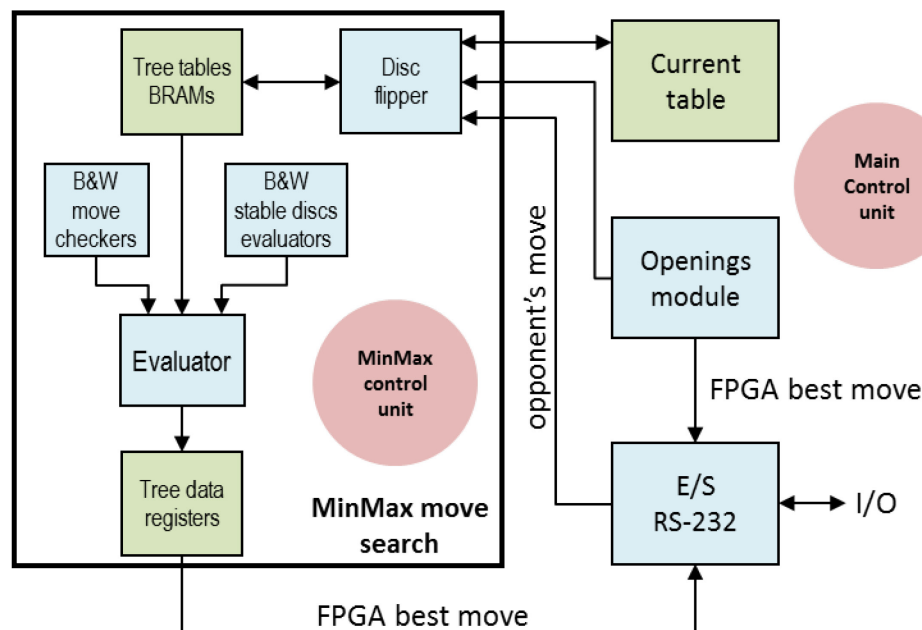 Tree tables
BRAMs
Disc
flipper
Current
table
B&W
move
checkers
B&W
stable discs
evaluators
Main
Control
unit
Openings
module
opponent's move
Evaluator
MinMax
control
unit
FPGA best move
Tree data
registers
MinMax move
search
E/S
RS-232
I/O
FPGA best move